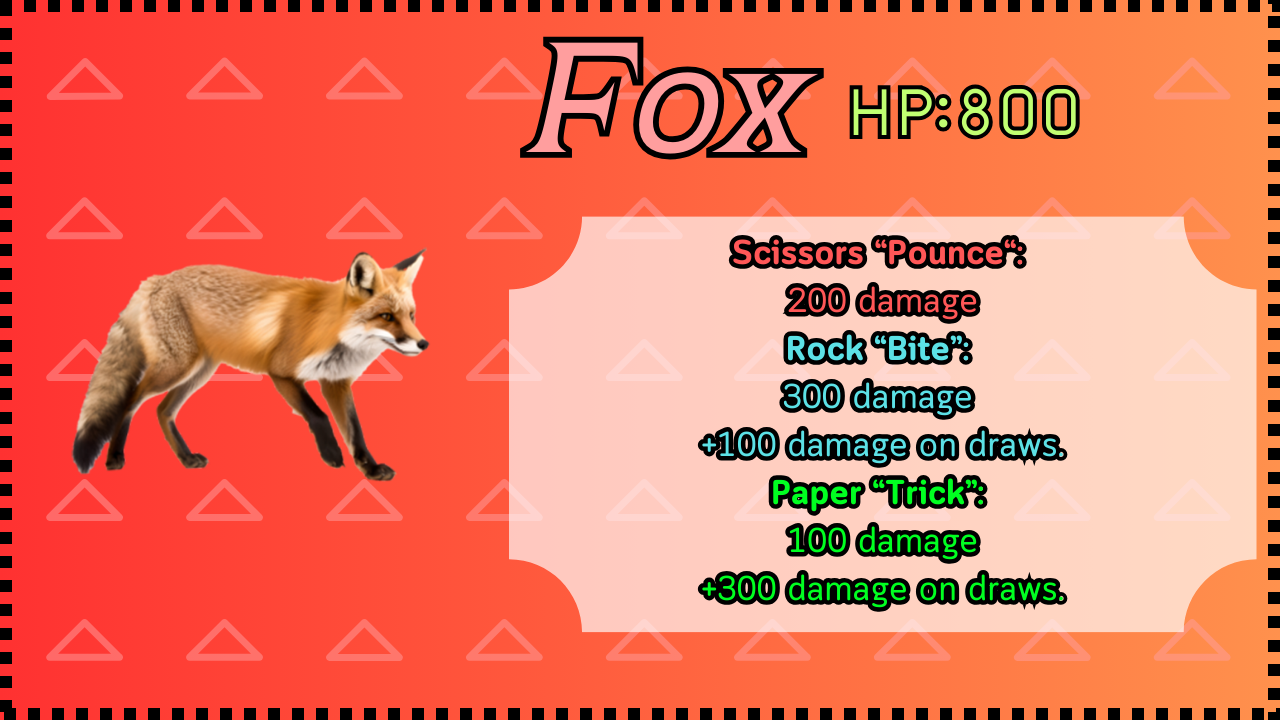 Fox
HP:800
Scissors “Pounce“:
200 damage
Rock “Bite”:
300 damage
+100 damage on draws.
Paper “Trick”:
100 damage
+300 damage on draws.